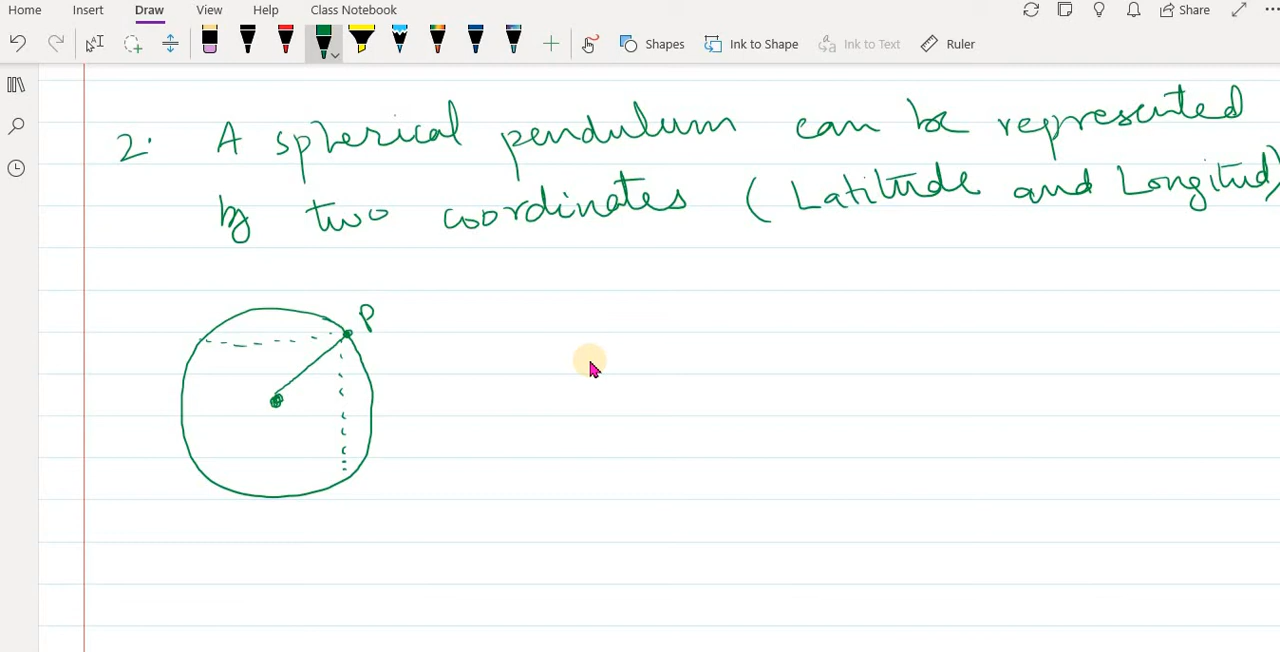 Home Insert Draw View Help Class Notebook Share
Shapes Ink to Shape Ink to Text Ruler
2. A spherical pendulum can be represented
by two coordinates (Latitude and Longitud)
P